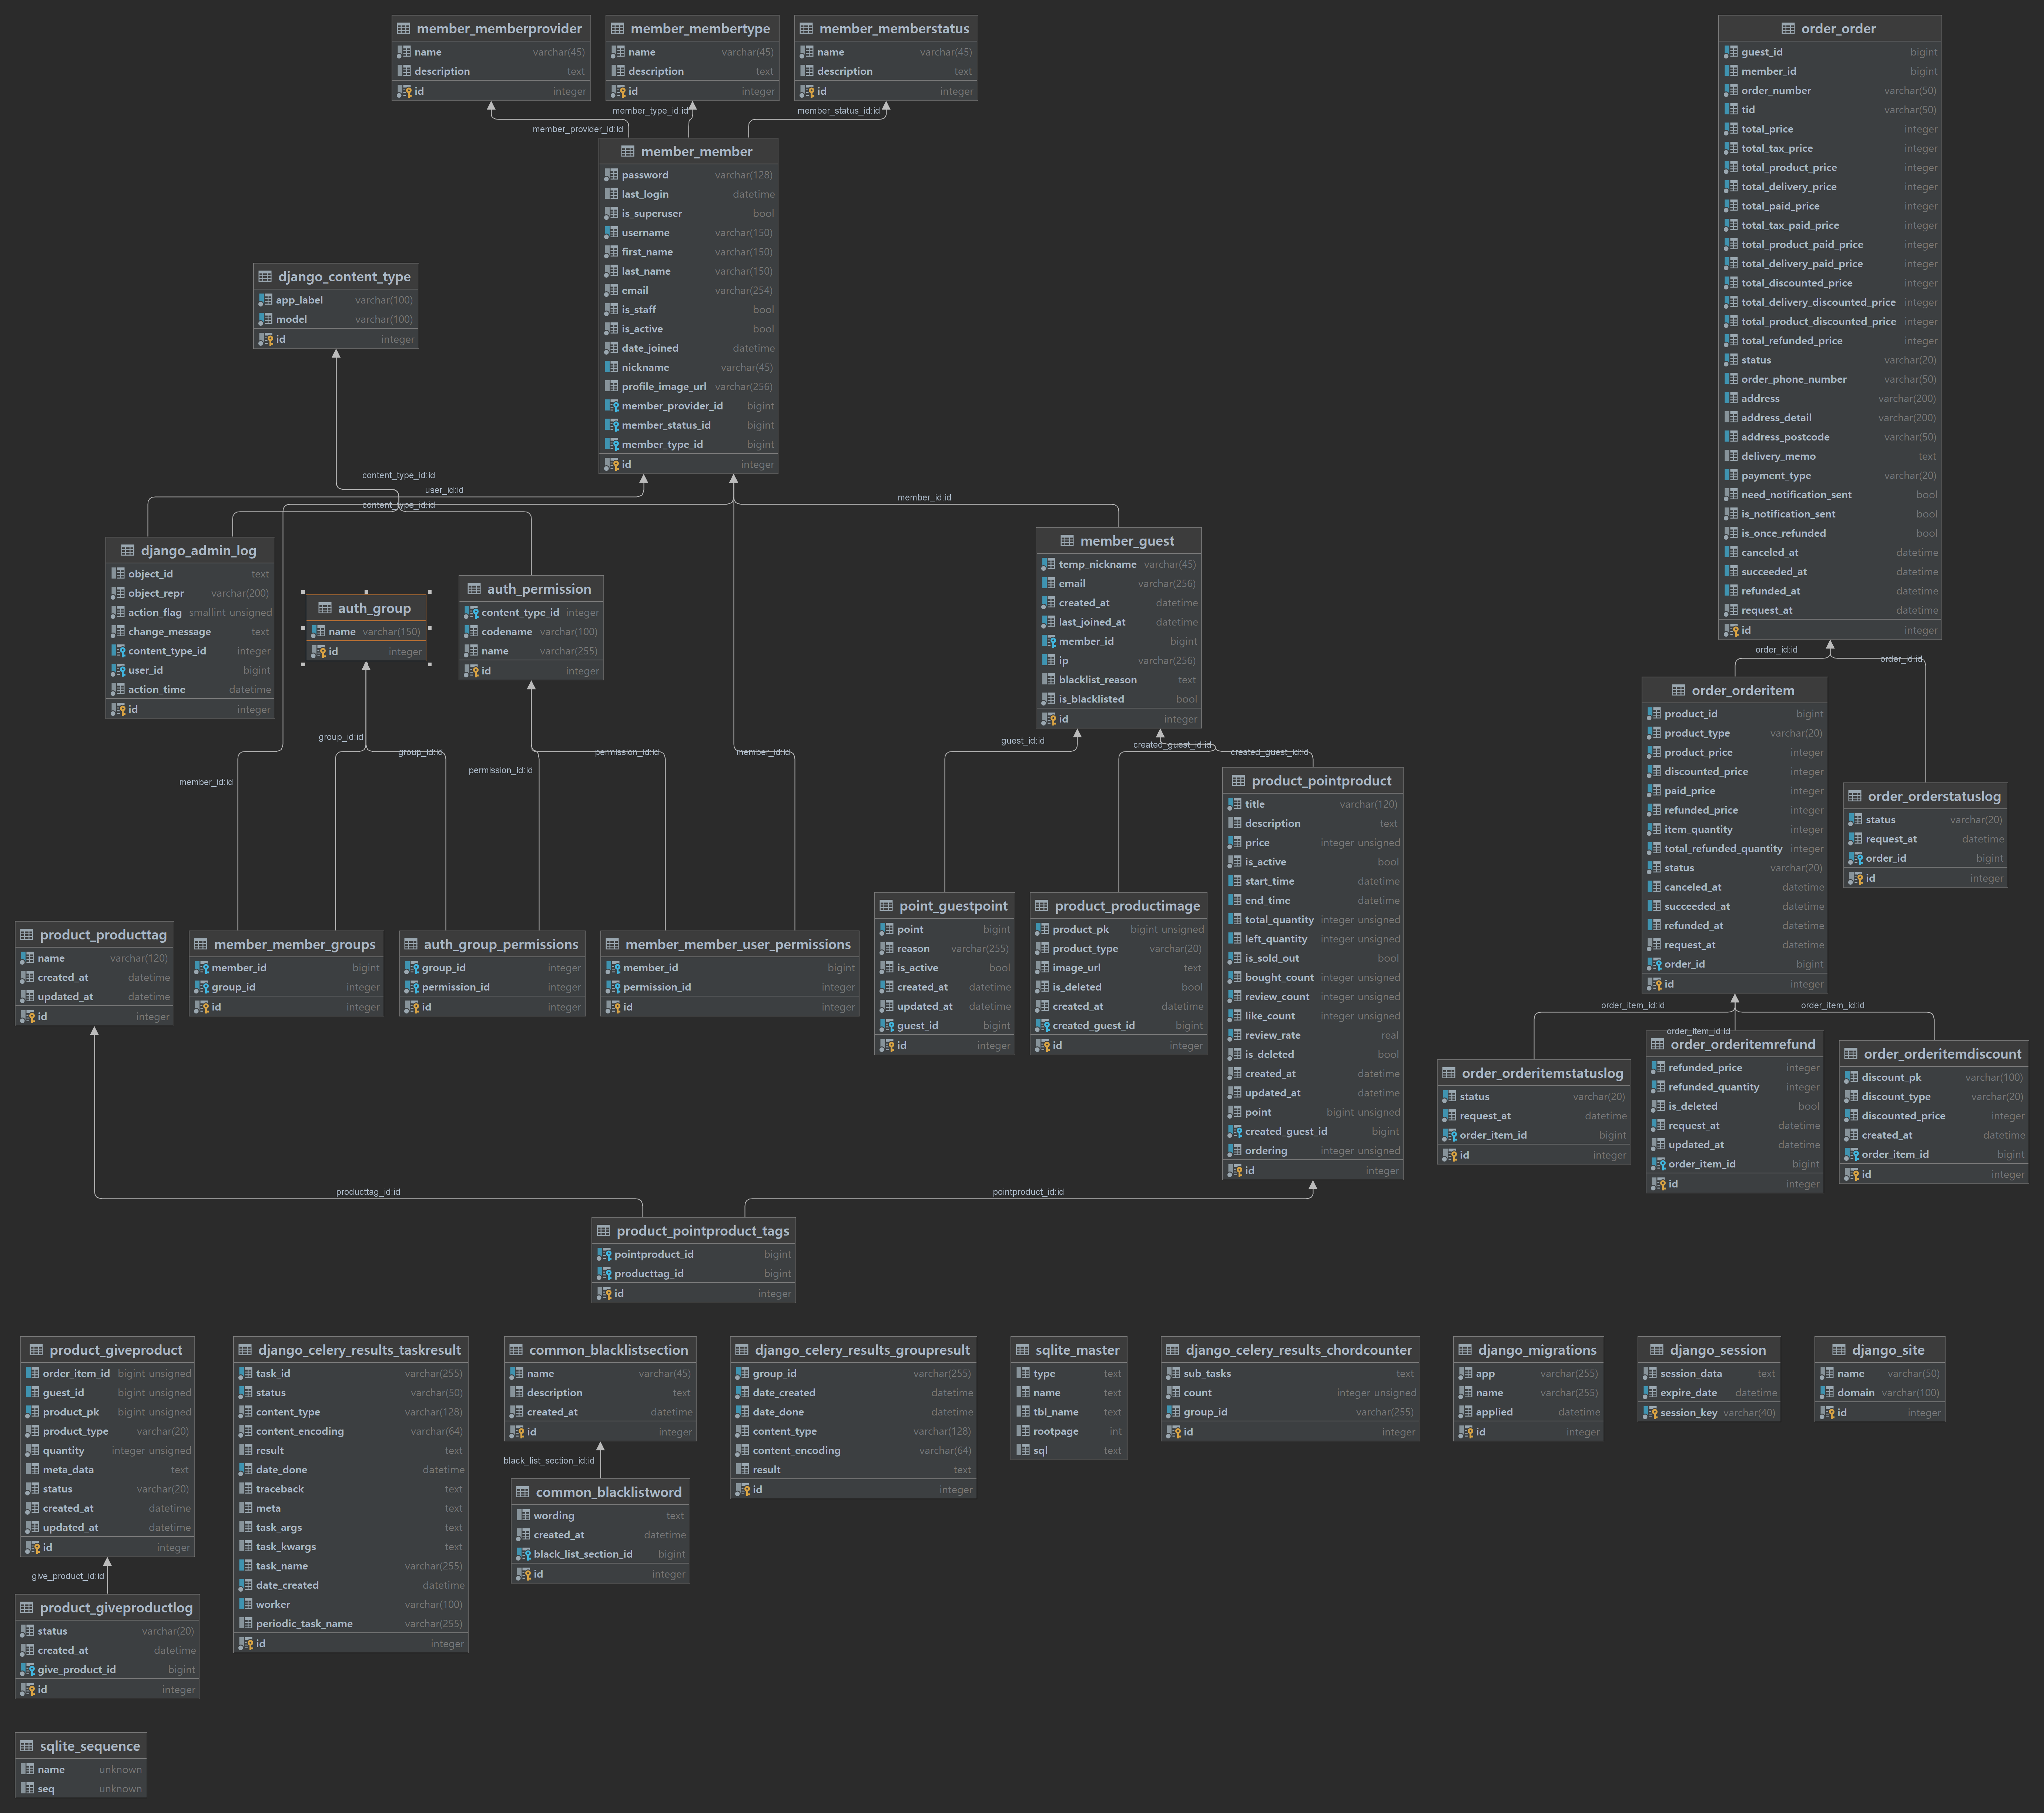 member_memberprovider
name varchar(45)
description text
id integer
member_membertype
name varchar(45)
description text
id integer
member_memberstatus
name varchar(45)
description text
id integer
member_provider_id:id
member_type_id:id
member_status_id:id
member_member
password varchar(128)
last_login datetime
is_superuser bool
username varchar(150)
first_name varchar(150)
last_name varchar(150)
email varchar(254)
is_staff bool
is_active bool
date_joined datetime
nickname varchar(45)
profile_image_url varchar(256)
member_provider_id bigint
member_status_id bigint
member_type_id bigint
id integer
order_order
guest_id bigint
member_id bigint
order_number varchar(50)
tid varchar(50)
total_price integer
total_tax_price integer
total_product_price integer
total_delivery_price integer
total_paid_price integer
total_tax_paid_price integer
total_product_paid_price integer
total_delivery_paid_price integer
total_discounted_price integer
total_delivery_discounted_price integer
total_product_discounted_price integer
total_refunded_price integer
status varchar(20)
order_phone_number varchar(50)
address varchar(200)
address_detail varchar(200)
address_postcode varchar(50)
delivery_memo text
payment_type varchar(20)
need_notification_sent bool
is_notification_sent bool
is_once_refunded bool
canceled_at datetime
succeeded_at datetime
refunded_at datetime
request_at datetime
id integer
django_content_type
app_label varchar(100)
model varchar(100)
id integer
content_type_id:id
user_id:id
content_type_id:id
member_id:id
django_admin_log
object_id text
object_repr varchar(200)
action_flag smallint unsigned
change_message text
content_type_id integer
user_id bigint
action_time datetime
id integer
auth_group
name varchar(150)
id integer
auth_permission
content_type_id integer
codename varchar(100)
name varchar(255)
id integer
member_guest
temp_nickname varchar(45)
email varchar(256)
created_at datetime
last_joined_at datetime
member_id bigint
ip varchar(256)
blacklist_reason text
is_blacklisted bool
id integer
order_id:id
order_id:id
order_orderitem
product_id bigint
product_type varchar(20)
product_price integer
discounted_price integer
paid_price integer
refunded_price integer
item_quantity integer
total_refunded_quantity integer
status varchar(20)
canceled_at datetime
succeeded_at datetime
refunded_at datetime
request_at datetime
order_id bigint
id integer
order_orderstatuslog
status varchar(20)
request_at datetime
order_id bigint
id integer
member_id:id
group_id:id
group_id:id
permission_id:id
permission_id:id
member_id:id
guest_id:id
created_guest_id:id
created_guest_id:id
product_pointproduct
title varchar(120)
description text
price integer unsigned
is_active bool
start_time datetime
end_time datetime
total_quantity integer unsigned
left_quantity integer unsigned
is_sold_out bool
bought_count integer unsigned
review_count integer unsigned
like_count integer unsigned
review_rate real
is_deleted bool
created_at datetime
updated_at datetime
point bigint unsigned
created_guest_id bigint
ordering integer unsigned
id integer
product_producttag
name varchar(120)
created_at datetime
updated_at datetime
id integer
member_member_groups
member_id bigint
group_id integer
id integer
auth_group_permissions
group_id integer
permission_id integer
id integer
member_member_user_permissions
member_id bigint
permission_id integer
id integer
point_guestpoint
point bigint
reason varchar(255)
is_active bool
created_at datetime
updated_at datetime
guest_id bigint
id integer
product_productimage
product_pk bigint unsigned
product_type varchar(20)
image_url text
is_deleted bool
created_at datetime
created_guest_id bigint
id integer
order_item_id:id
order_item_id:id
order_item_id:id
order_orderitemstatuslog
status varchar(20)
request_at datetime
order_item_id bigint
id integer
order_orderitemrefund
refunded_price integer
refunded_quantity integer
is_deleted bool
request_at datetime
updated_at datetime
order_item_id bigint
id integer
order_orderitemdiscount
discount_pk varchar(100)
discount_type varchar(20)
discounted_price integer
created_at datetime
order_item_id bigint
id integer
producttag_id:id
pointproduct_id:id
product_pointproduct_tags
pointproduct_id bigint
producttag_id bigint
id integer
product_giveproduct
order_item_id bigint unsigned
guest_id bigint unsigned
product_pk bigint unsigned
product_type varchar(20)
quantity integer unsigned
meta_data text
status varchar(20)
created_at datetime
updated_at datetime
id integer
give_product_id:id
product_giveproductlog
status varchar(20)
created_at datetime
give_product_id bigint
id integer
django_celery_results_taskresult
task_id varchar(255)
status varchar(50)
content_type varchar(128)
content_encoding varchar(64)
result text
date_done datetime
traceback text
meta text
task_args text
task_kwargs text
task_name varchar(255)
date_created datetime
worker varchar(100)
periodic_task_name varchar(255)
id integer
common_blacklistsection
name varchar(45)
description text
created_at datetime
id integer
black_list_section_id:id
common_blacklistword
wording text
created_at datetime
black_list_section_id bigint
id integer
django_celery_results_groupresult
group_id varchar(255)
date_created datetime
date_done datetime
content_type varchar(128)
content_encoding varchar(64)
result text
id integer
sqlite_master
type text
name text
tbl_name text
rootpage int
sql text
django_celery_results_chordcounter
sub_tasks text
count integer unsigned
group_id varchar(255)
id integer
django_migrations
app varchar(255)
name varchar(255)
applied datetime
id integer
django_session
session_data text
expire_date datetime
session_key varchar(40)
django_site
name varchar(50)
domain varchar(100)
id integer
sqlite_sequence
name unknown
seq unknown